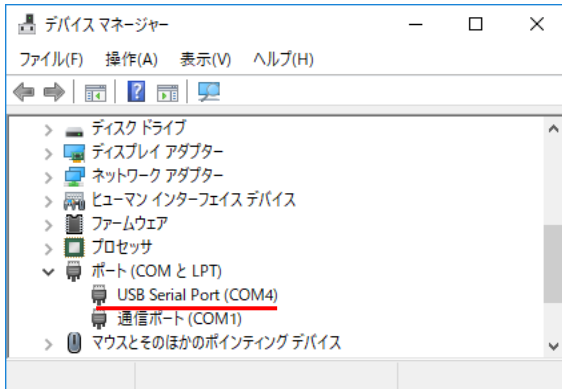 デバイス マネージャー
ファイル(F) 操作(A) 表示(V) ヘルプ(H)
ディスク ドライブ
ディスプレイ アダプター
ネットワーク アダプター
ヒューマン インターフェイス デバイス
ファームウェア
プロセッサ
ポート (COM と LPT)
USB Serial Port (COM4)
通信ポート (COM1)
マウスとそのほかのポインティング デバイス